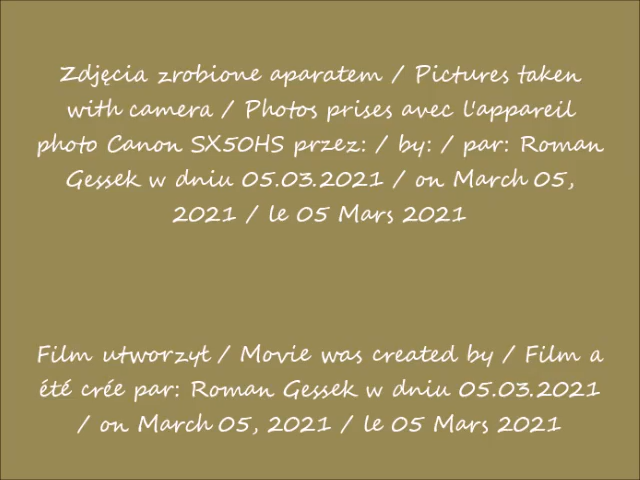 Zdjęcia zrobione aparatem / Pictures taken
with camera / Photos prises avec l'appareil
photo Canon SX50HS przez: / by: / par: Roman
Gessek w dniu 05.03.2021 / on March 05,
2021 / le 05 Mars 2021
Film utworzył / Movie was created by / Film a
été crée par: Roman Gessek w dniu 05.03.2021
/ on March 05, 2021 / le 05 Mars 2021